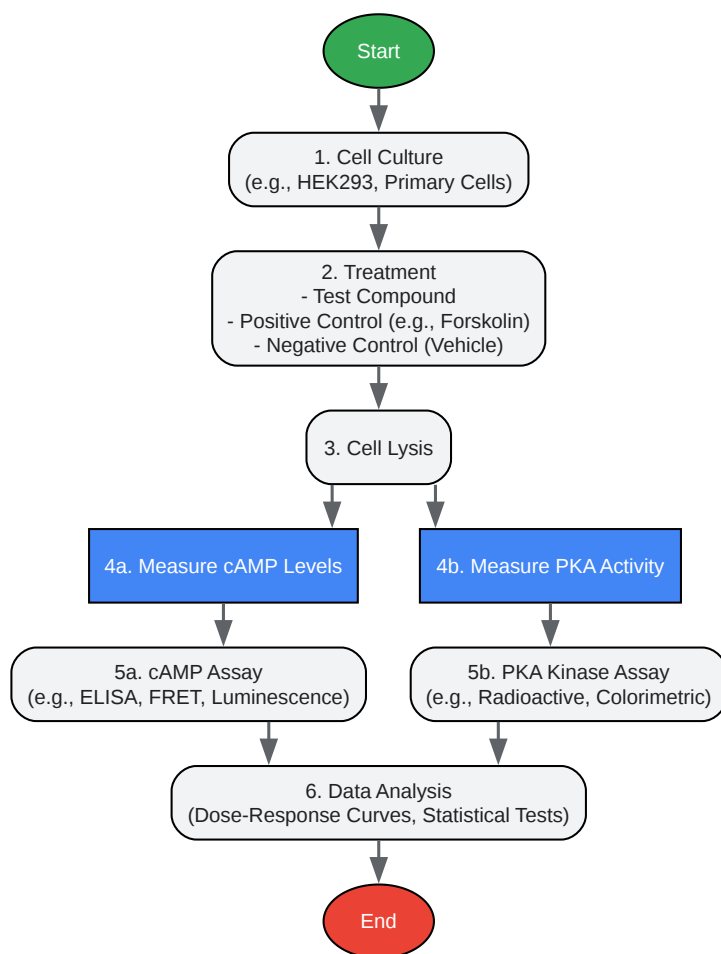 Start
1. Cell Culture
(e.g., HEK293, Primary Cells)
2. Treatment
- Test Compound
- Positive Control (e.g., Forskolin)
- Negative Control (Vehicle)
3. Cell Lysis
4a. Measure cAMP Levels
4b. Measure PKA Activity
5a. cAMP Assay
(e.g., ELISA, FRET, Luminescence)
5b. PKA Kinase Assay
(e.g., Radioactive, Colorimetric)
6. Data Analysis
(Dose-Response Curves, Statistical Tests)
End